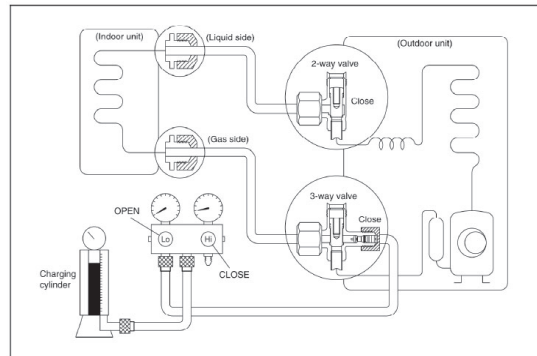 (Indoor unit)
(Liquid side)
(Outdoor unit)
2-way valve
Close
(Gas side)
3-way valve
Close
OPEN
Lo
Hi
CLOSE
Charging
cylinder